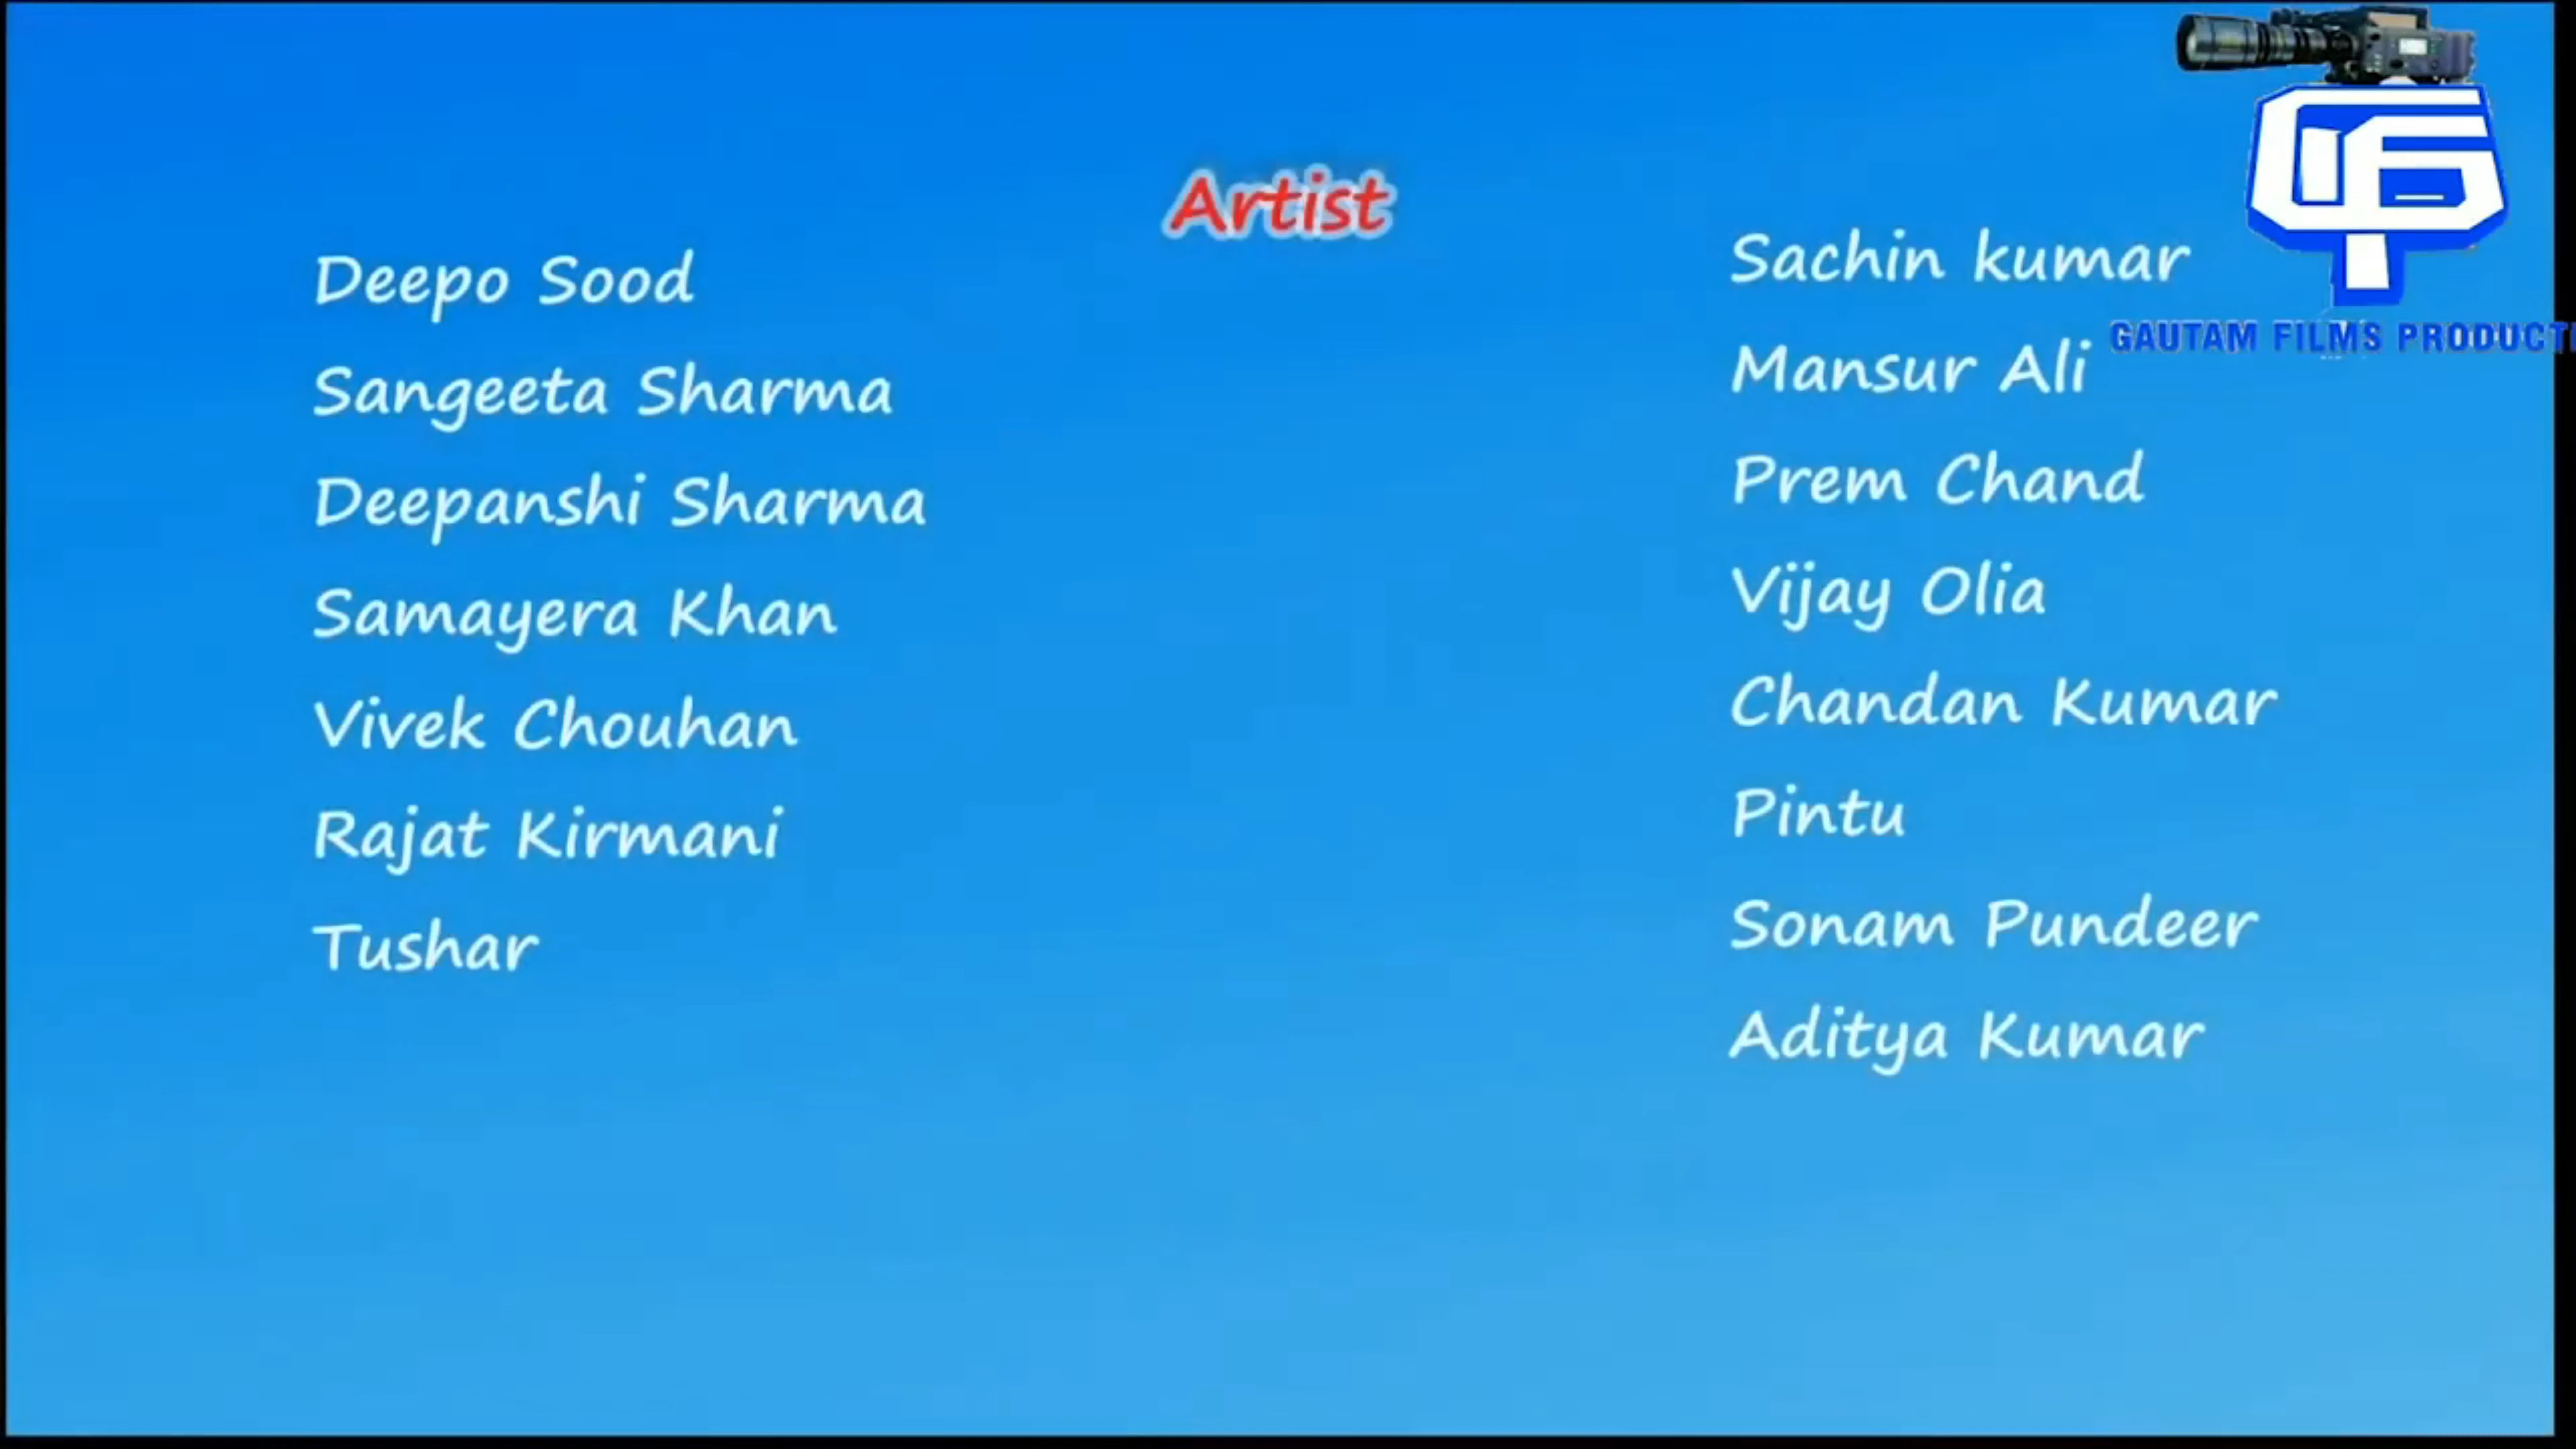 Artist
Deepo Sood
Sangeeta Sharma
Deepanshi Sharma
Samayera Khan
Vivek Chouhan
Rajat Kirmani
Tushar
Sachin kumar
Mansur Ali
Prem Chand
Vijay Olia
Chandan Kumar
Pintu
Sonam Pundeer
Aditya Kumar
GAUTAM FILMS PRODUCTI